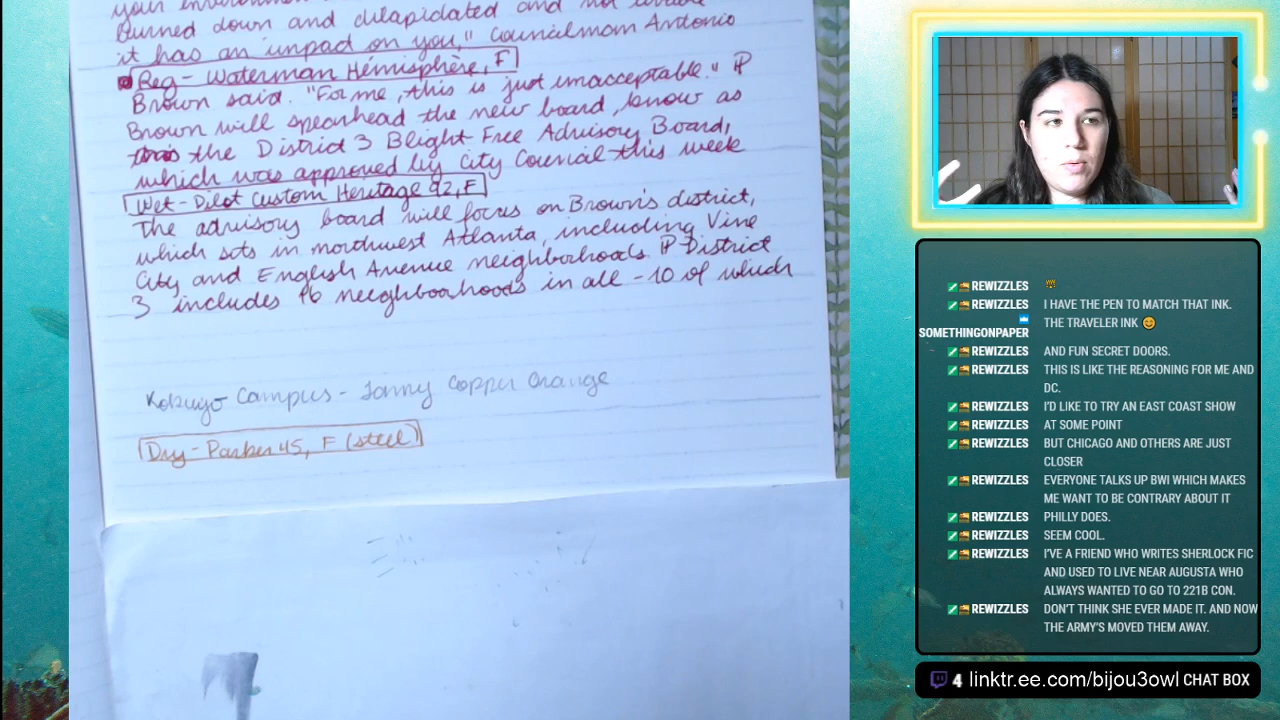 your environment
burned down and dilapidated and not livable
it has an impact on you," Councilman Antonio
Reg- Waterman Hémisphère, F
Brown said. "For me, this is just unacceptable." ¶
Brown will spearhead the new board, know as
the District 3 Blight Free Advisory Board,
which was approved by City Council this week
Wet- Pilot Custom Heritage 92, F
The advisory board will focus on Brown's district,
which sits in northwest Atlanta, including Vine
City and English Avenue neighborhoods. ¶ District
3 includes 16 neighborhoods in all - 10 of which
Kokuyo Campus - Copper Orange
Dry- Parker 45, F (steel)
REWIZZLES
REWIZZLES I HAVE THE PEN TO MATCH THAT INK.
SOMETHINGONPAPER THE TRAVELER INK 😊
REWIZZLES AND FUN SECRET DOORS.
REWIZZLES THIS IS LIKE THE REASONING FOR ME AND
DC.
REWIZZLES I'D LIKE TO TRY AN EAST COAST SHOW
REWIZZLES AT SOME POINT
REWIZZLES BUT CHICAGO AND OTHERS ARE JUST
CLOSER
REWIZZLES EVERYONE TALKS UP BWI WHICH MAKES
ME WANT TO BE CONTRARY ABOUT IT
REWIZZLES PHILLY DOES.
REWIZZLES SEEM COOL.
REWIZZLES I'VE A FRIEND WHO WRITES SHERLOCK FIC
AND USED TO LIVE NEAR AUGUSTA WHO
ALWAYS WANTED TO GO TO 221B CON.
REWIZZLES DON'T THINK SHE EVER MADE IT. AND NOW
THE ARMY'S MOVED THEM AWAY.
4 linktr.ee.com/bijou3owl CHAT BOX